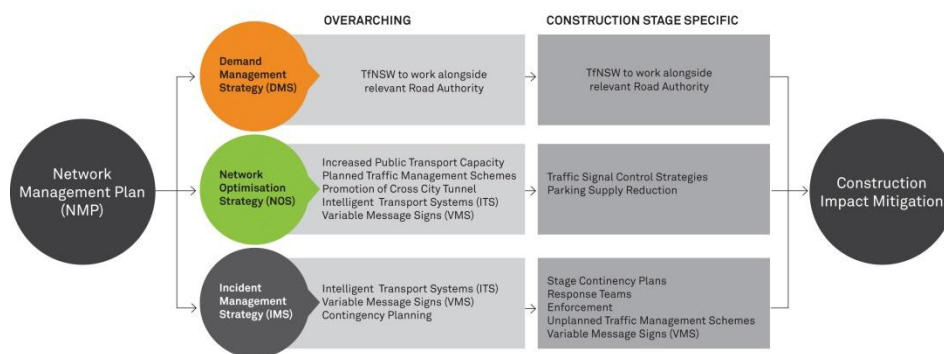 OVERARCHING
CONSTRUCTION STAGE SPECIFIC
Network
Management Plan
(NMP)
Demand
Management
Strategy (DMS)
TfNSW to work alongside
relevant Road Authority
TfNSW to work alongside
relevant Road Authority
Network
Optimisation
Strategy (NOS)
Increased Public Transport Capacity
Planned Traffic Management Schemes
Promotion of Cross City Tunnel
Intelligent Transport Systems (ITS)
Variable Message Signs (VMS)
Traffic Signal Control Strategies
Parking Supply Reduction
Incident
Management
Strategy (IMS)
Intelligent Transport Systems (ITS)
Variable Message Signs (VMS)
Contingency Planning
Stage Continency Plans
Response Teams
Enforcement
Unplanned Traffic Management Schemes
Variable Message Signs (VMS)
Construction
Impact Mitigation